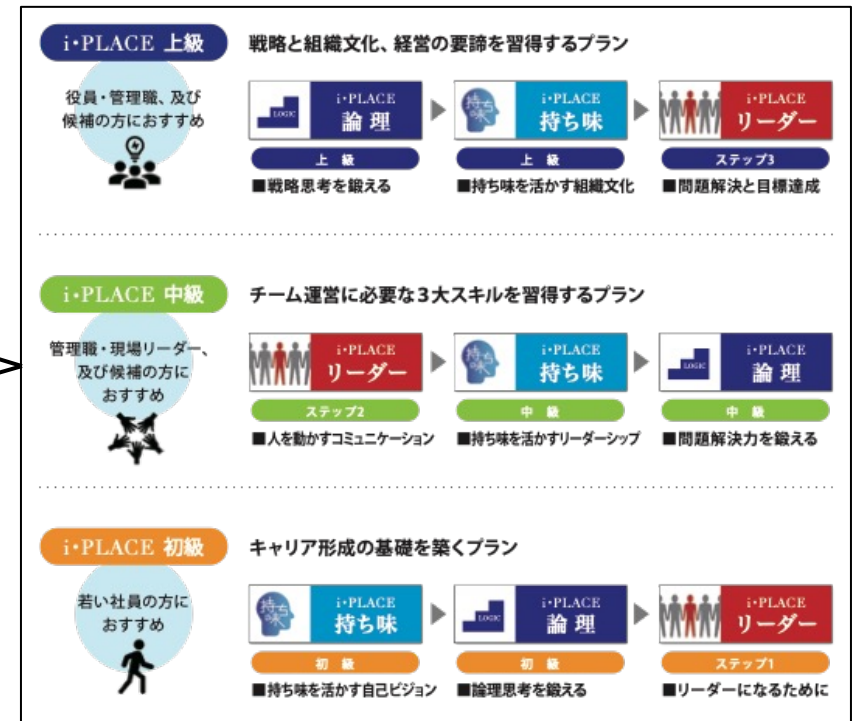 i・PLACE 上級
戦略と組織文化、経営の要諦を習得するプラン
役員・管理職、及び
候補の方におすすめ
LOGIC
i・PLACE
論理
上級
■戦略思考を鍛える
持ち味
i・PLACE
持ち味
上級
■持ち味を活かす組織文化
i・PLACE
リーダー
ステップ3
■問題解決と目標達成
i・PLACE 中級
チーム運営に必要な3大スキルを習得するプラン
管理職・現場リーダー、
及び候補の方に
おすすめ
i・PLACE
リーダー
ステップ2
■人を動かすコミュニケーション
持ち味
i・PLACE
持ち味
中級
■持ち味を活かすリーダーシップ
LOGIC
i・PLACE
論理
中級
■問題解決力を鍛える
i・PLACE 初級
キャリア形成の基礎を築くプラン
若い社員の方に
おすすめ
持ち味
i・PLACE
持ち味
初級
■持ち味を活かす自己ビジョン
LOGIC
i・PLACE
論理
初級
■論理思考を鍛える
i・PLACE
リーダー
ステップ1
■リーダーになるために